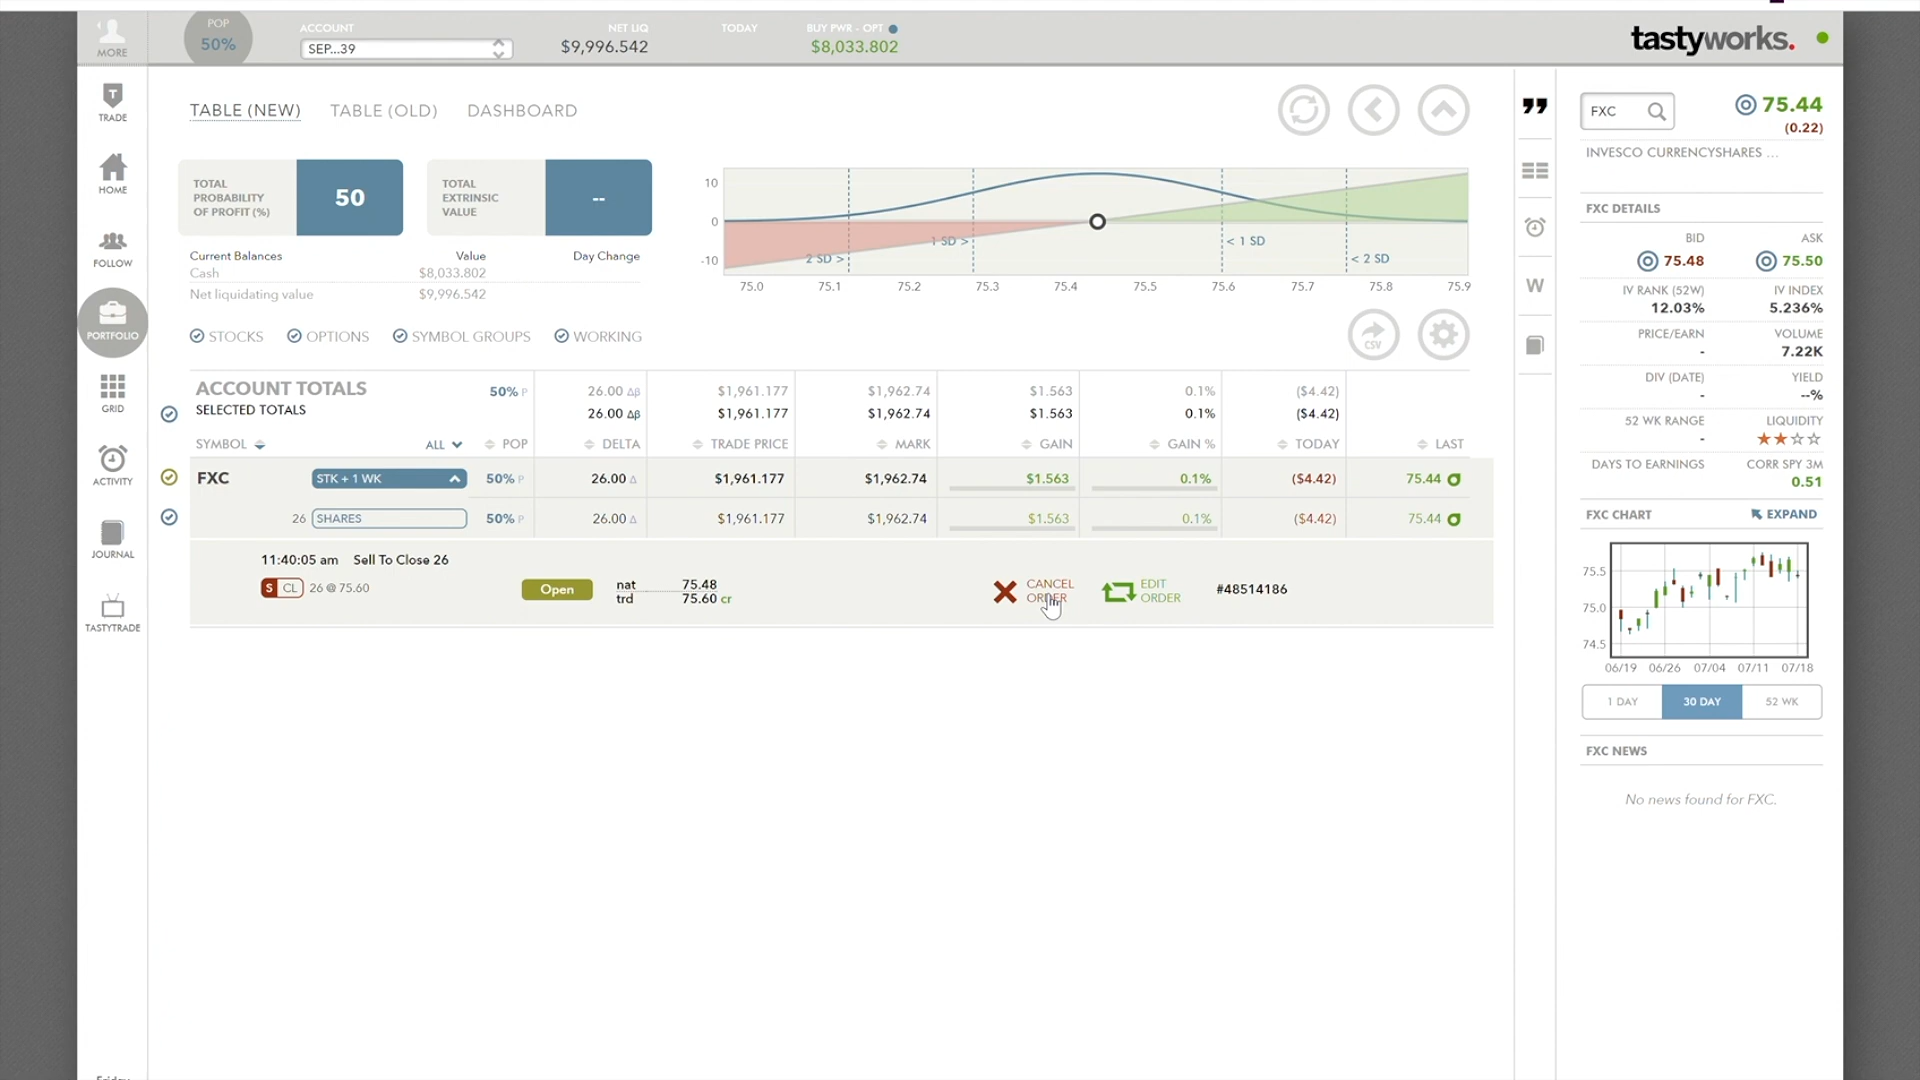 MORE
POP
50%
ACCOUNT
SEP...39
NET LIQ
$9,996.542
TODAY
BUY PWR - OPT
$8,033.802
tastyworks.
TRADE
HOME
FOLLOW
PORTFOLIO
GRID
ACTIVITY
JOURNAL
TASTYTRADE
TABLE (NEW)
TABLE (OLD)
DASHBOARD
TOTAL
PROBABILITY
OF PROFIT (%)
50
TOTAL
EXTRINSIC
VALUE
--
Current Balances Value Day Change
Cash $8,033.802
Net liquidating value $9,996.542
10
0
-10
2 SD >
1 SD >
< 1 SD
< 2 SD
75.0 75.1 75.2 75.3 75.4 75.5 75.6 75.7 75.8 75.9
STOCKS OPTIONS SYMBOL GROUPS WORKING
CSV
ACCOUNT TOTALS 50% P 26.00 Δβ $1,961.177 $1,962.74 $1.563 0.1% ($4.42)
SELECTED TOTALS 26.00 Δβ $1,961.177 $1,962.74 $1.563 0.1% ($4.42)
SYMBOL ALL POP DELTA TRADE PRICE MARK GAIN GAIN % TODAY LAST
FXC STK + 1 WK 50% P 26.00 Δ $1,961.177 $1,962.74 $1.563 0.1% ($4.42) 75.44
26 SHARES 50% P 26.00 Δ $1,961.177 $1,962.74 $1.563 0.1% ($4.42) 75.44
11:40:05 am Sell To Close 26
S CL 26 @ 75.60
Open
nat 75.48
trd 75.60 cr
CANCEL
ORDER
EDIT
ORDER
#48514186
W
FXC
75.44
(0.22)
INVESCO CURRENCYSHARES ...
FXC DETAILS
BID ASK
75.48 75.50
IV RANK (52W) IV INDEX
12.03% 5.236%
PRICE/EARN VOLUME
- 7.22K
DIV (DATE) YIELD
- --%
52 WK RANGE LIQUIDITY
-
DAYS TO EARNINGS CORR SPY 3M
0.51
FXC CHART EXPAND
75.5
75.0
74.5
06/19 06/26 07/04 07/11 07/18
1 DAY 30 DAY 52 WK
FXC NEWS
No news found for FXC.